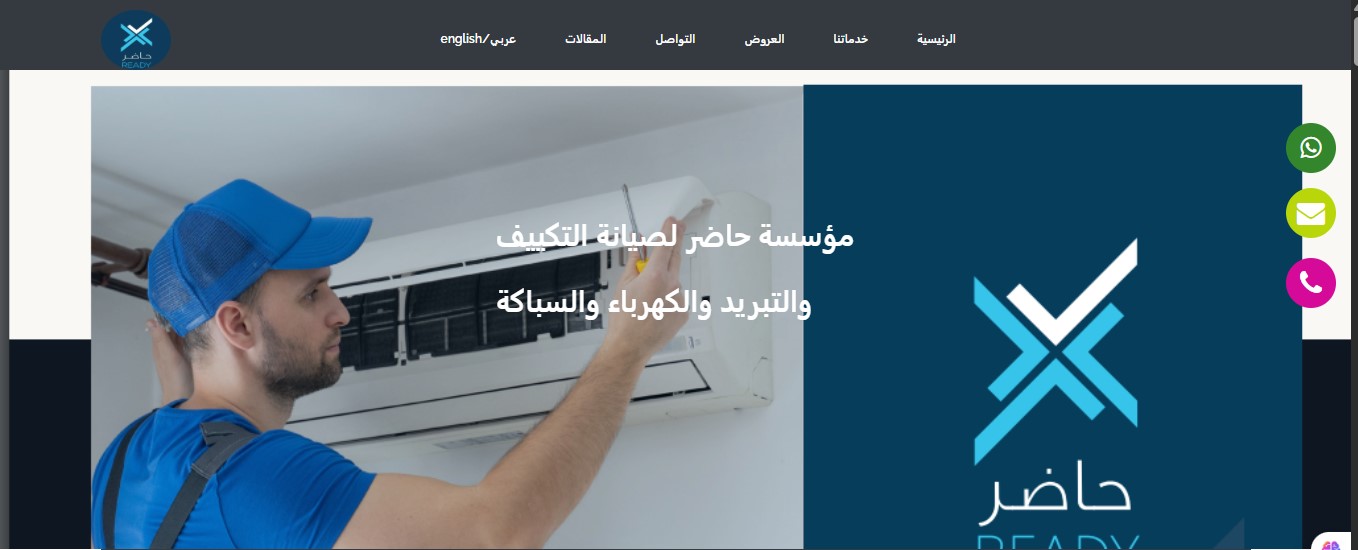 حاضر
READY
الرئيسية
خدماتنا
العروض
التواصل
المقالات
عربي/english
مؤسسة حاضر لصيانة التكييف
والتبريد والكهرباء والسباكة
حاضر
READY